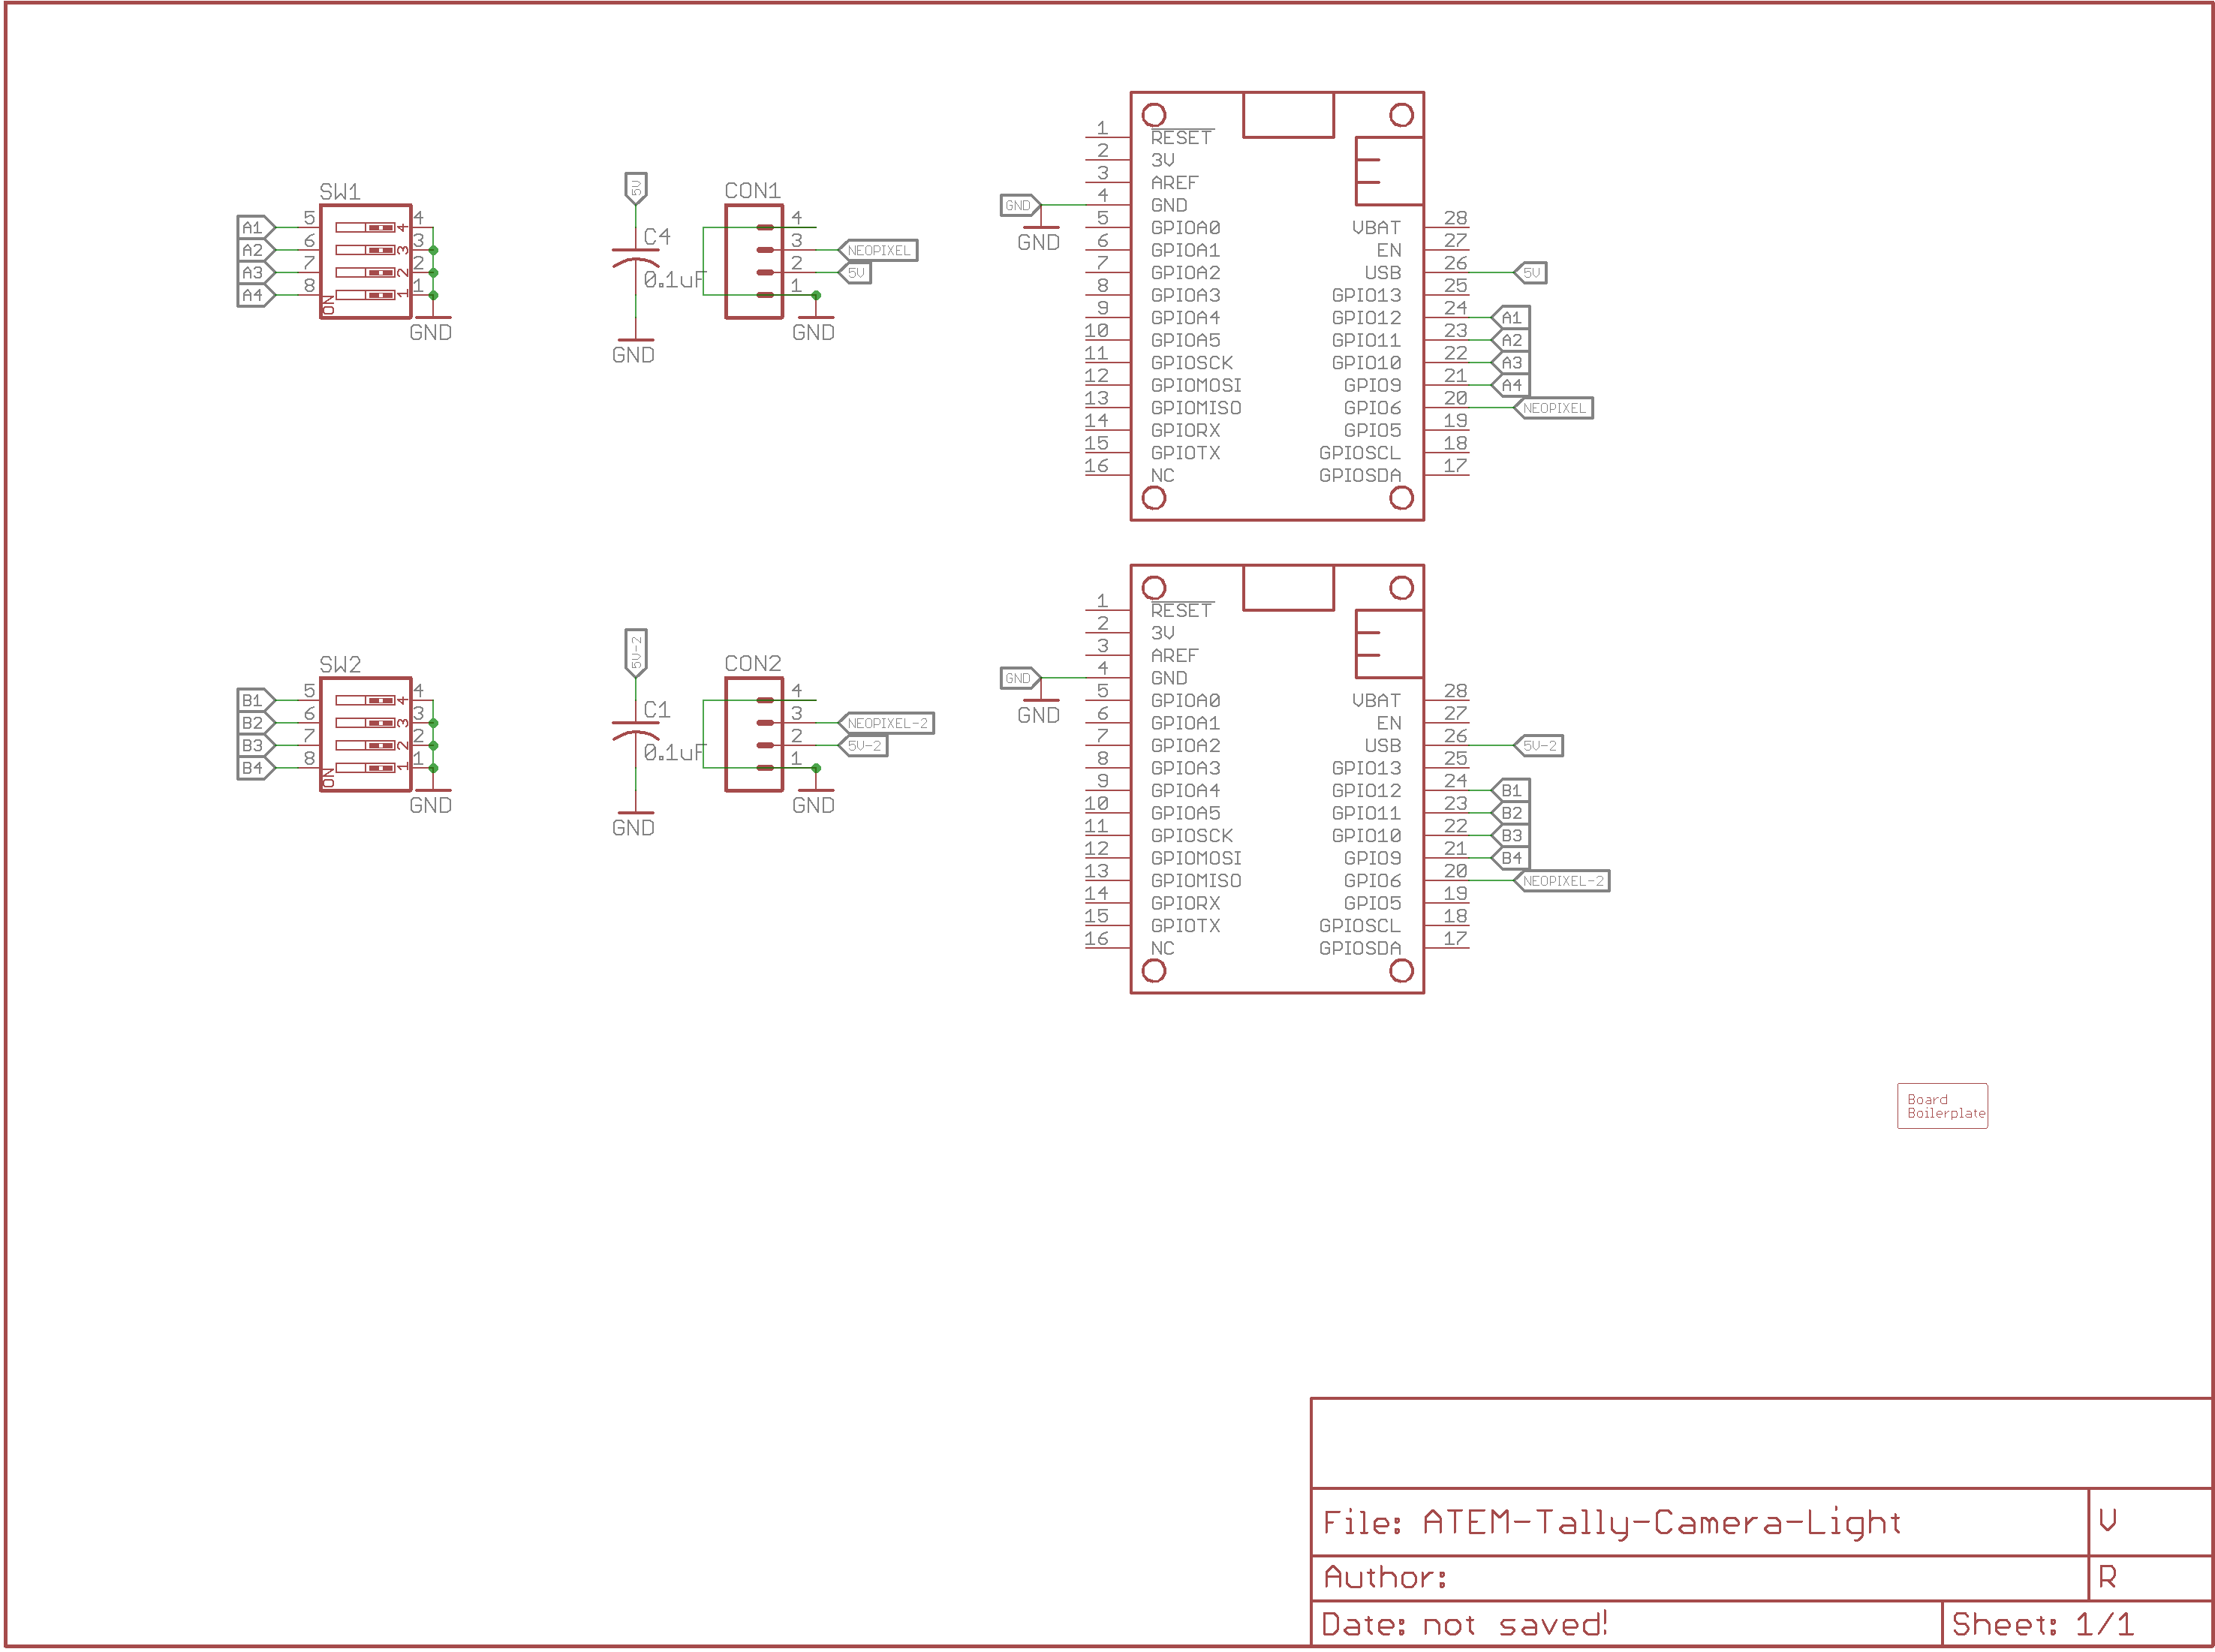 SW1
A1 5 4 4
A2 6 3 3
A3 7 2 2
A4 8 1 1
ON
GND
5V
C4
0.1uF
GND
CON1
4
3 NEOPIXEL
2 5V
1
GND
GND
GND
1 RESET
2 3V
3 AREF
4 GND
5 GPIOA0
6 GPIOA1
7 GPIOA2
8 GPIOA3
9 GPIOA4
10 GPIOA5
11 GPIOSCK
12 GPIOMOSI
13 GPIOMISO
14 GPIORX
15 GPIOTX
16 NC
VBAT 28
EN 27
USB 26 5V
GPIO13 25
GPIO12 24 A1
GPIO11 23 A2
GPIO10 22 A3
GPIO9 21 A4
GPIO6 20 NEOPIXEL
GPIO5 19
GPIOSCL 18
GPIOSDA 17
SW2
B1 5 4 4
B2 6 3 3
B3 7 2 2
B4 8 1 1
ON
GND
5V-2
C1
0.1uF
GND
CON2
4
3 NEOPIXEL-2
2 5V-2
1
GND
GND
GND
1 RESET
2 3V
3 AREF
4 GND
5 GPIOA0
6 GPIOA1
7 GPIOA2
8 GPIOA3
9 GPIOA4
10 GPIOA5
11 GPIOSCK
12 GPIOMOSI
13 GPIOMISO
14 GPIORX
15 GPIOTX
16 NC
VBAT 28
EN 27
USB 26 5V-2
GPIO13 25
GPIO12 24 B1
GPIO11 23 B2
GPIO10 22 B3
GPIO9 21 B4
GPIO6 20 NEOPIXEL-2
GPIO5 19
GPIOSCL 18
GPIOSDA 17
Board
Boilerplate
File: ATEM-Tally-Camera-Light V
Author: R
Date: not saved! Sheet: 1/1